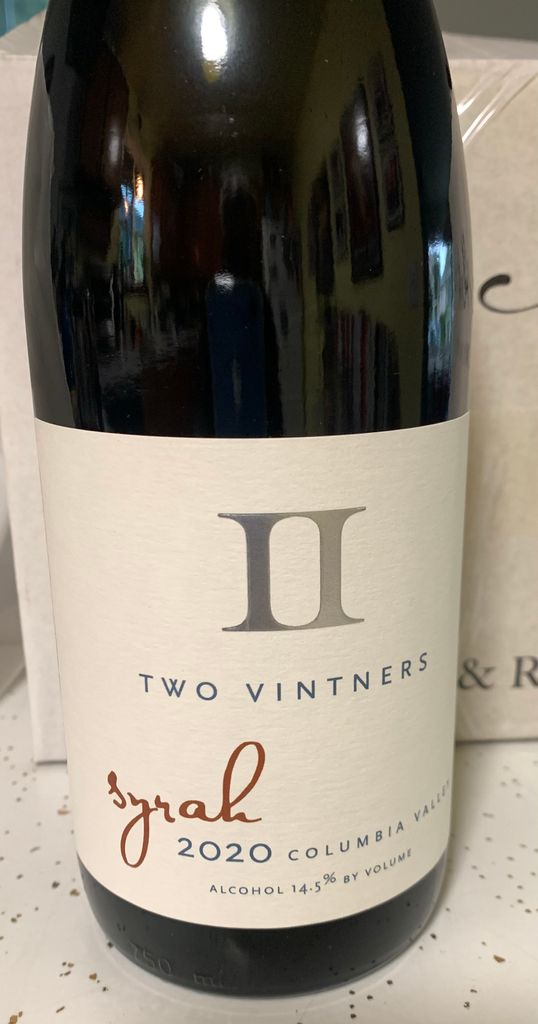 II
TWO VINTNERS
& R
syrah
2020 COLUMBIA VALLEY
ALCOHOL 14.5% BY VOLUME
750 ml